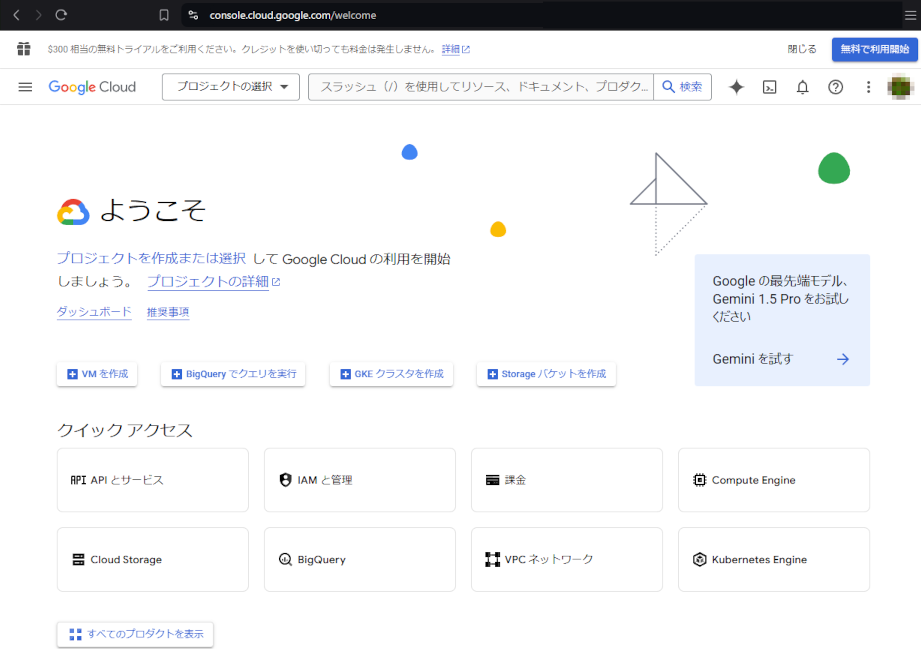 console.cloud.google.com/welcome
$300 相当の無料トライアルをご利用ください。クレジットを使い切っても料金は発生しません。 詳細
閉じる
無料で利用開始
Google Cloud
プロジェクトの選択
スラッシュ（/）を使用してリソース、ドキュメント、プロダク...
検索
ようこそ
プロジェクトを作成または選択 して Google Cloud の利用を開始
しましょう。 プロジェクトの詳細
ダッシュボード 推奨事項
Google の最先端モデル、
Gemini 1.5 Pro をお試し
ください
Gemini を試す
VM を作成
BigQuery でクエリを実行
GKE クラスタを作成
Storage バケットを作成
クイック アクセス
API API とサービス
IAM と管理
課金
Compute Engine
Cloud Storage
BigQuery
VPC ネットワーク
Kubernetes Engine
すべてのプロダクトを表示